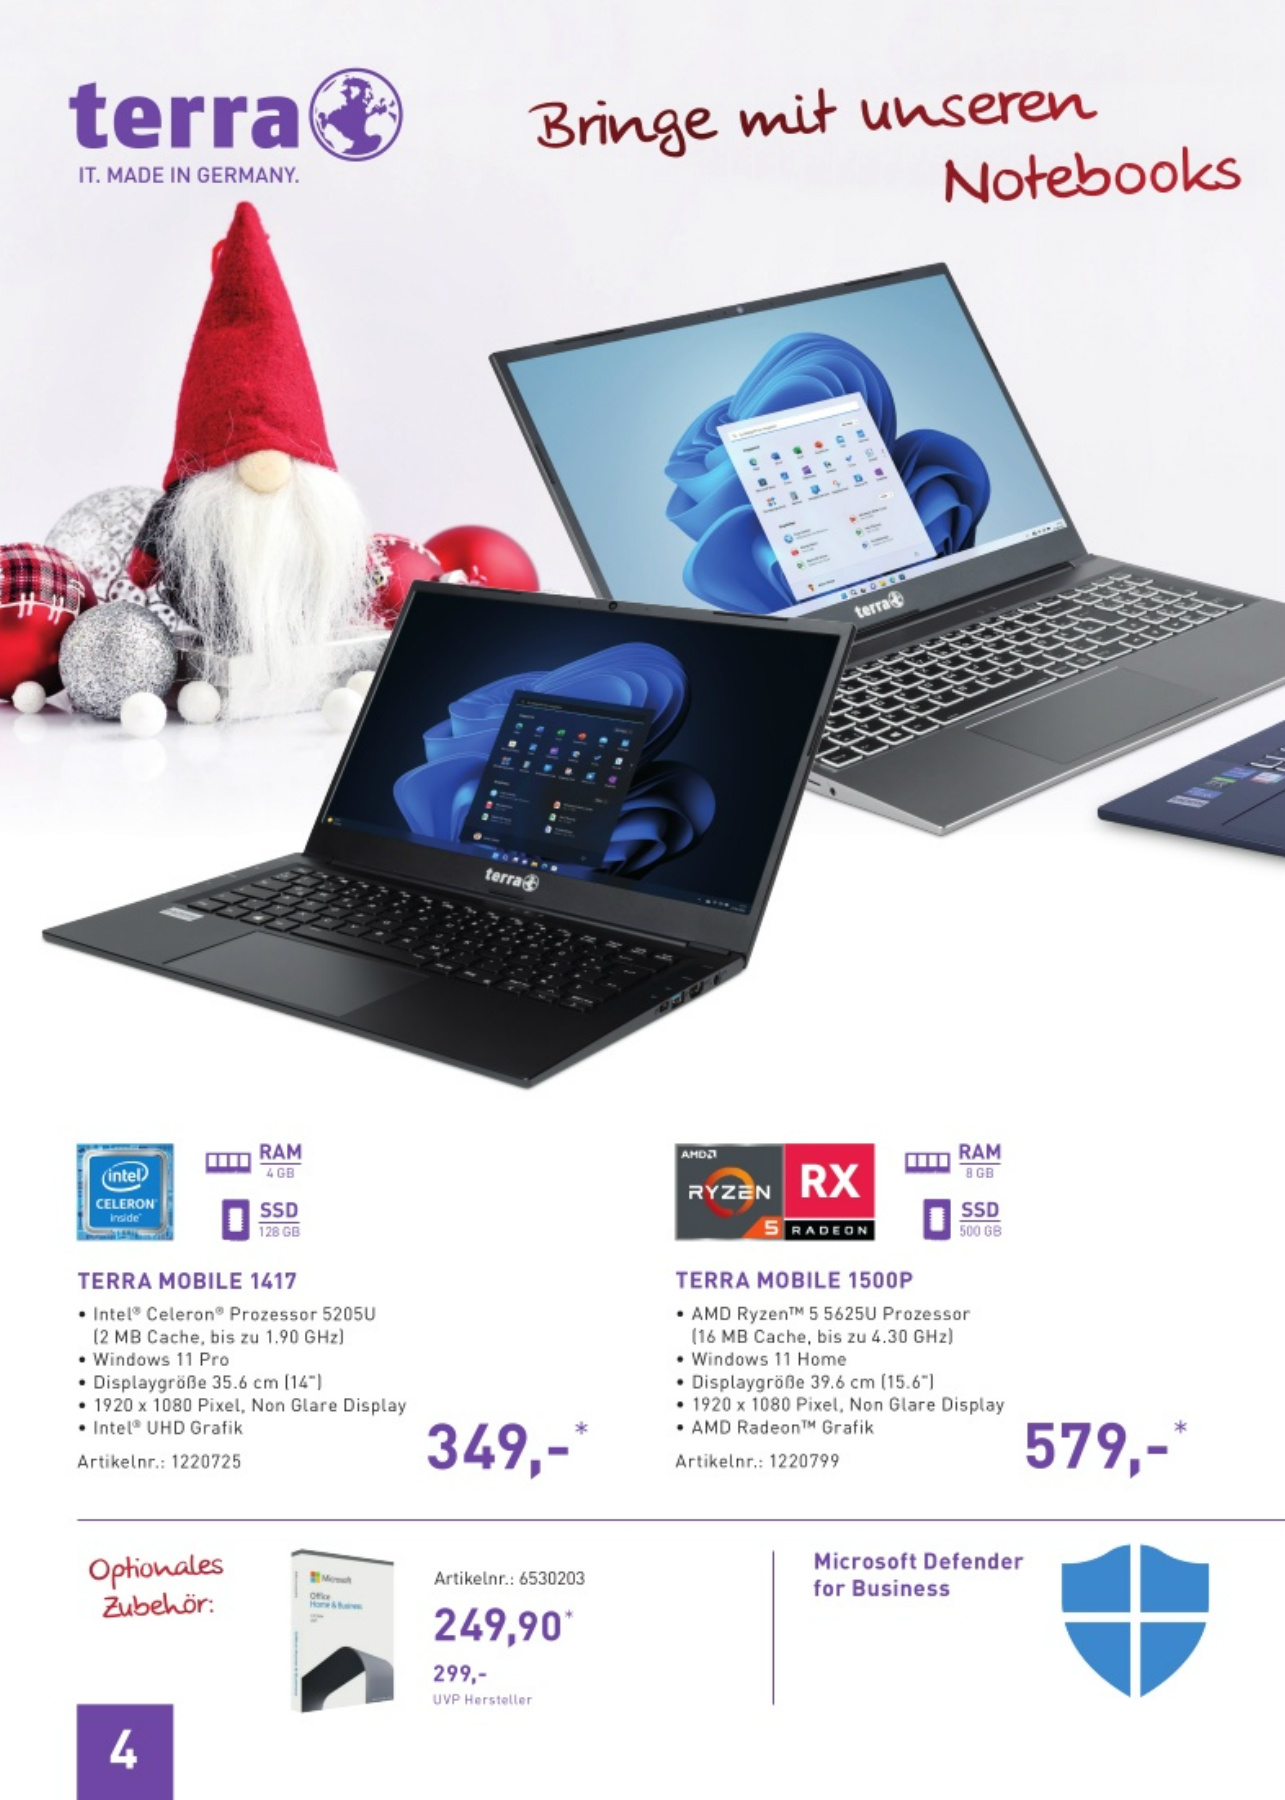 terra
IT. MADE IN GERMANY.
Bringe mit unseren
Notebooks
terra
terra
intel
CELERON
inside
RAM
4 GB
SSD
128 GB
TERRA MOBILE 1417
• Intel® Celeron® Prozessor 5205U
(2 MB Cache, bis zu 1.90 GHz)
• Windows 11 Pro
• Displaygröße 35.6 cm (14")
• 1920 x 1080 Pixel, Non Glare Display
• Intel® UHD Grafik
Artikelnr.: 1220725
349,-*
AMD
RYZEN
5
RX
RADEON
RAM
8 GB
SSD
500 GB
TERRA MOBILE 1500P
• AMD Ryzen™ 5 5625U Prozessor
(16 MB Cache, bis zu 4.30 GHz)
• Windows 11 Home
• Displaygröße 39.6 cm (15.6")
• 1920 x 1080 Pixel, Non Glare Display
• AMD Radeon™ Grafik
Artikelnr.: 1220799
579,-*
Optionales
Zubehör:
Microsoft
Office
Home & Business
Artikelnr.: 6530203
249,90*
299,-
UVP Hersteller
Microsoft Defender
for Business
4